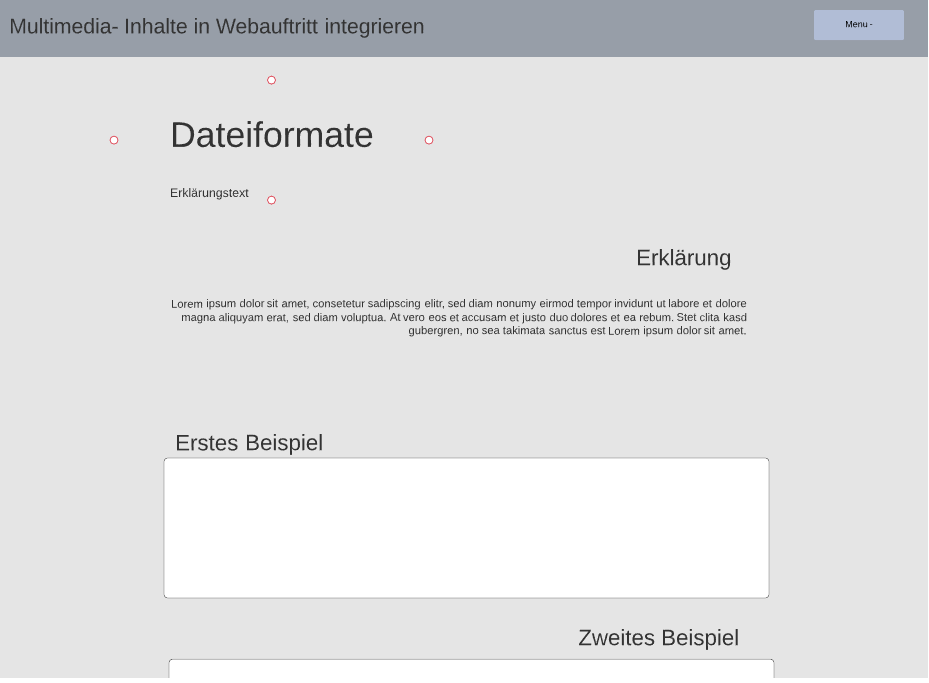 Multimedia- Inhalte in Webauftritt integrieren
Menu -
Dateiformate
Erklärungstext
Erklärung
Lorem ipsum dolor sit amet, consetetur sadipscing elitr, sed diam nonumy eirmod tempor invidunt ut labore et dolore
magna aliquyam erat, sed diam voluptua. At vero eos et accusam et justo duo dolores et ea rebum. Stet clita kasd
gubergren, no sea takimata sanctus est Lorem ipsum dolor sit amet.
Erstes Beispiel
Zweites Beispiel